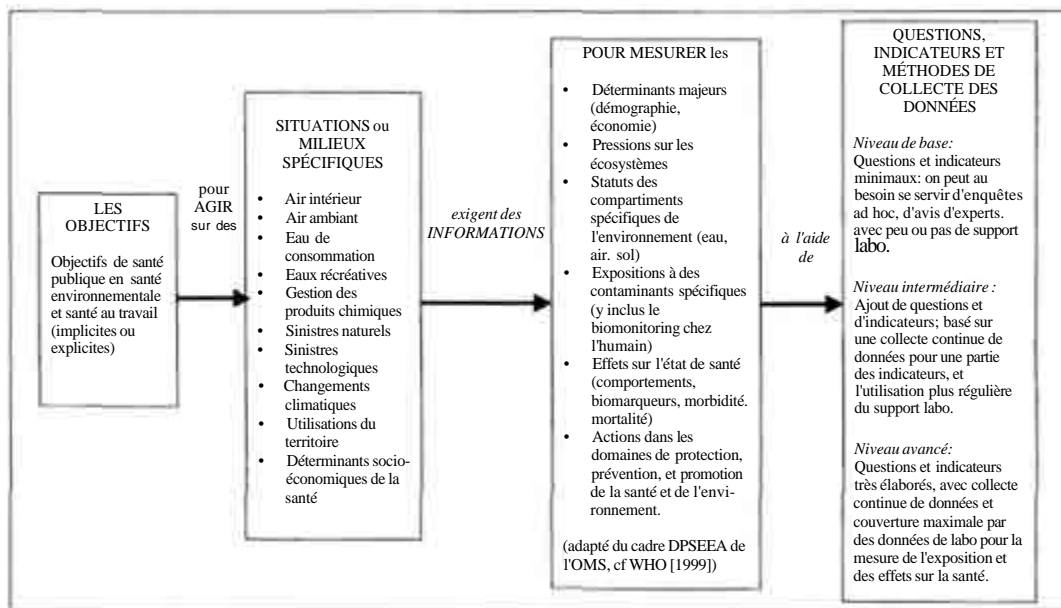 LES
OBJECTIFS
Objectifs de santé
publique en santé
environnementale
et santé au travail
(implicites ou
explicites)
pour
AGIR
sur des
SITUATIONS ou
MILIEUX
SPÉCIFIQUES
• Air intérieur
• Air ambiant
• Eau de
consommation
• Eaux récréatives
• Gestion des
produits chimiques
• Sinistres naturels
• Sinistres
technologiques
• Changements
climatiques
• Utilisations du
territoire
• Déterminants socio-
économiques de la
santé
exigent des
INFORMATIONS
POUR MESURER les
• Déterminants majeurs
(démographie,
économie)
• Pressions sur les
écosystèmes
• Statuts des
compartiments
spécifiques de
l'environnement (eau,
air. sol)
• Expositions à des
contaminants spécifiques
(y inclus le
biomonitoring chez
l'humain)
• Effets sur l'état de santé
(comportements,
biomarqueurs, morbidité.
mortalité)
• Actions dans les
domaines de protection,
prévention, et promotion
de la santé et de l'envi-
ronnement.
(adapté du cadre DPSEEA de
l'OMS, cf WHO [1999])
à l'aide
de
QUESTIONS,
INDICATEURS ET
MÉTHODES DE
COLLECTE DES
DONNÉES
Niveau de base:
Questions et indicateurs
minimaux: on peut au
besoin se servir d'enquêtes
ad hoc, d'avis d'experts.
avec peu ou pas de support
labo.
Niveau intermédiaire :
Ajout de questions et
d'indicateurs; basé sur
une collecte continue de
données pour une partie
des indicateurs, et
l'utilisation plus régulière
du support labo.
Niveau avancé:
Questions et indicateurs
très élaborés, avec collecte
continue de données et
couverture maximale par
des données de labo pour la
mesure de l'exposition et
des effets sur la santé.